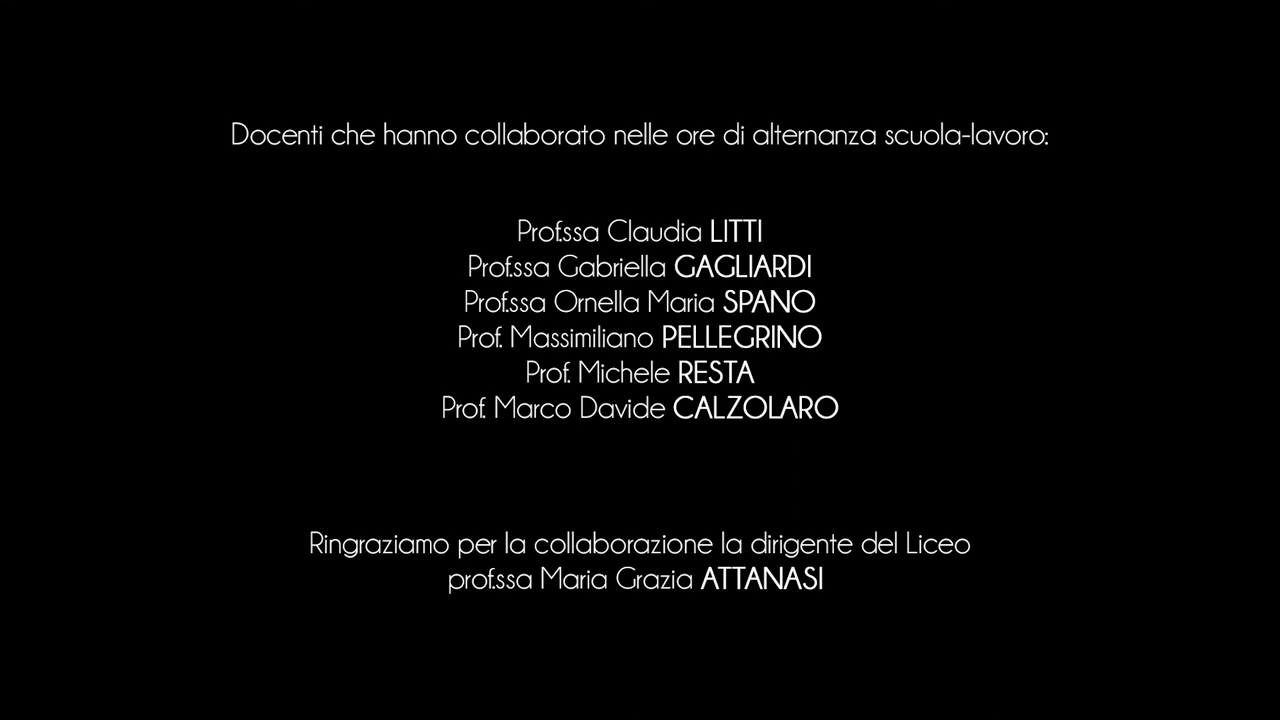 Docenti che hanno collaborato nelle ore di alternanza scuola-lavoro:
Prof.ssa Claudia LITTI
Prof.ssa Gabriella GAGLIARDI
Prof.ssa Ornella Maria SPANO
Prof. Massimiliano PELLEGRINO
Prof. Michele RESTA
Prof. Marco Davide CALZOLARO
Ringraziamo per la collaborazione la dirigente del Liceo
prof.ssa Maria Grazia ATTANASI